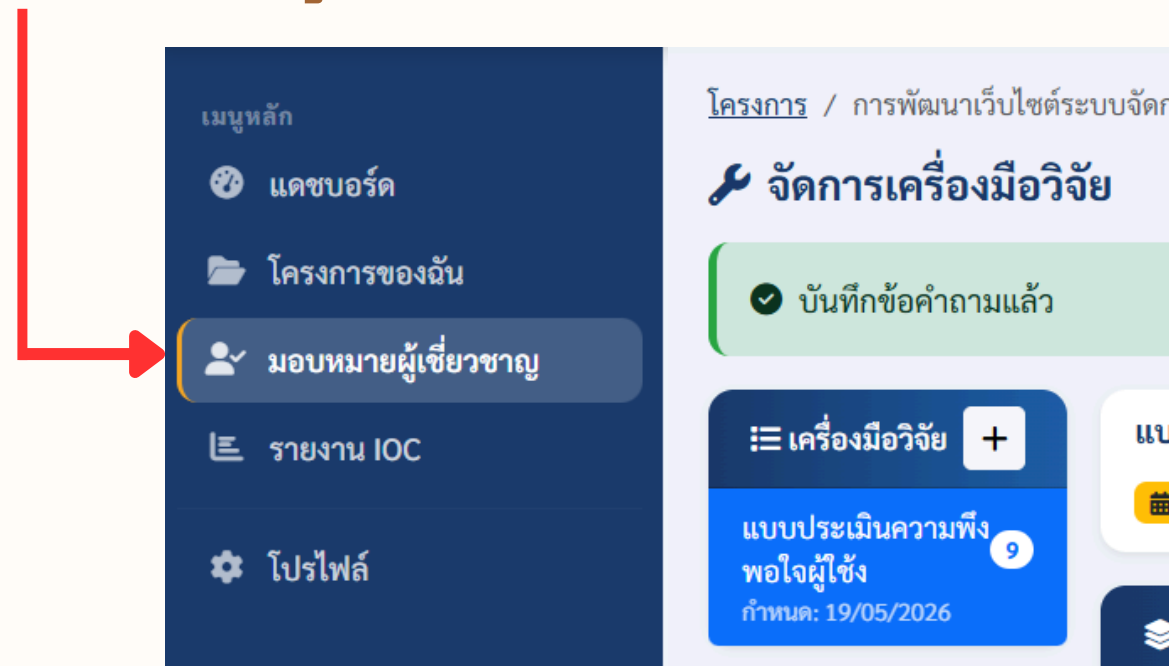 เมนูหลัก
แดชบอร์ด
โครงการของฉัน
มอบหมายผู้เชี่ยวชาญ
รายงาน IOC
โปรไฟล์
โครงการ / การพัฒนาเว็บไซต์ระบบจัดก
จัดการเครื่องมือวิจัย
บันทึกข้อคำถามแล้ว
เครื่องมือวิจัย +
แบบประเมินความพึง
พอใจผู้ใช้ง
9
กำหนด: 19/05/2026
แบ